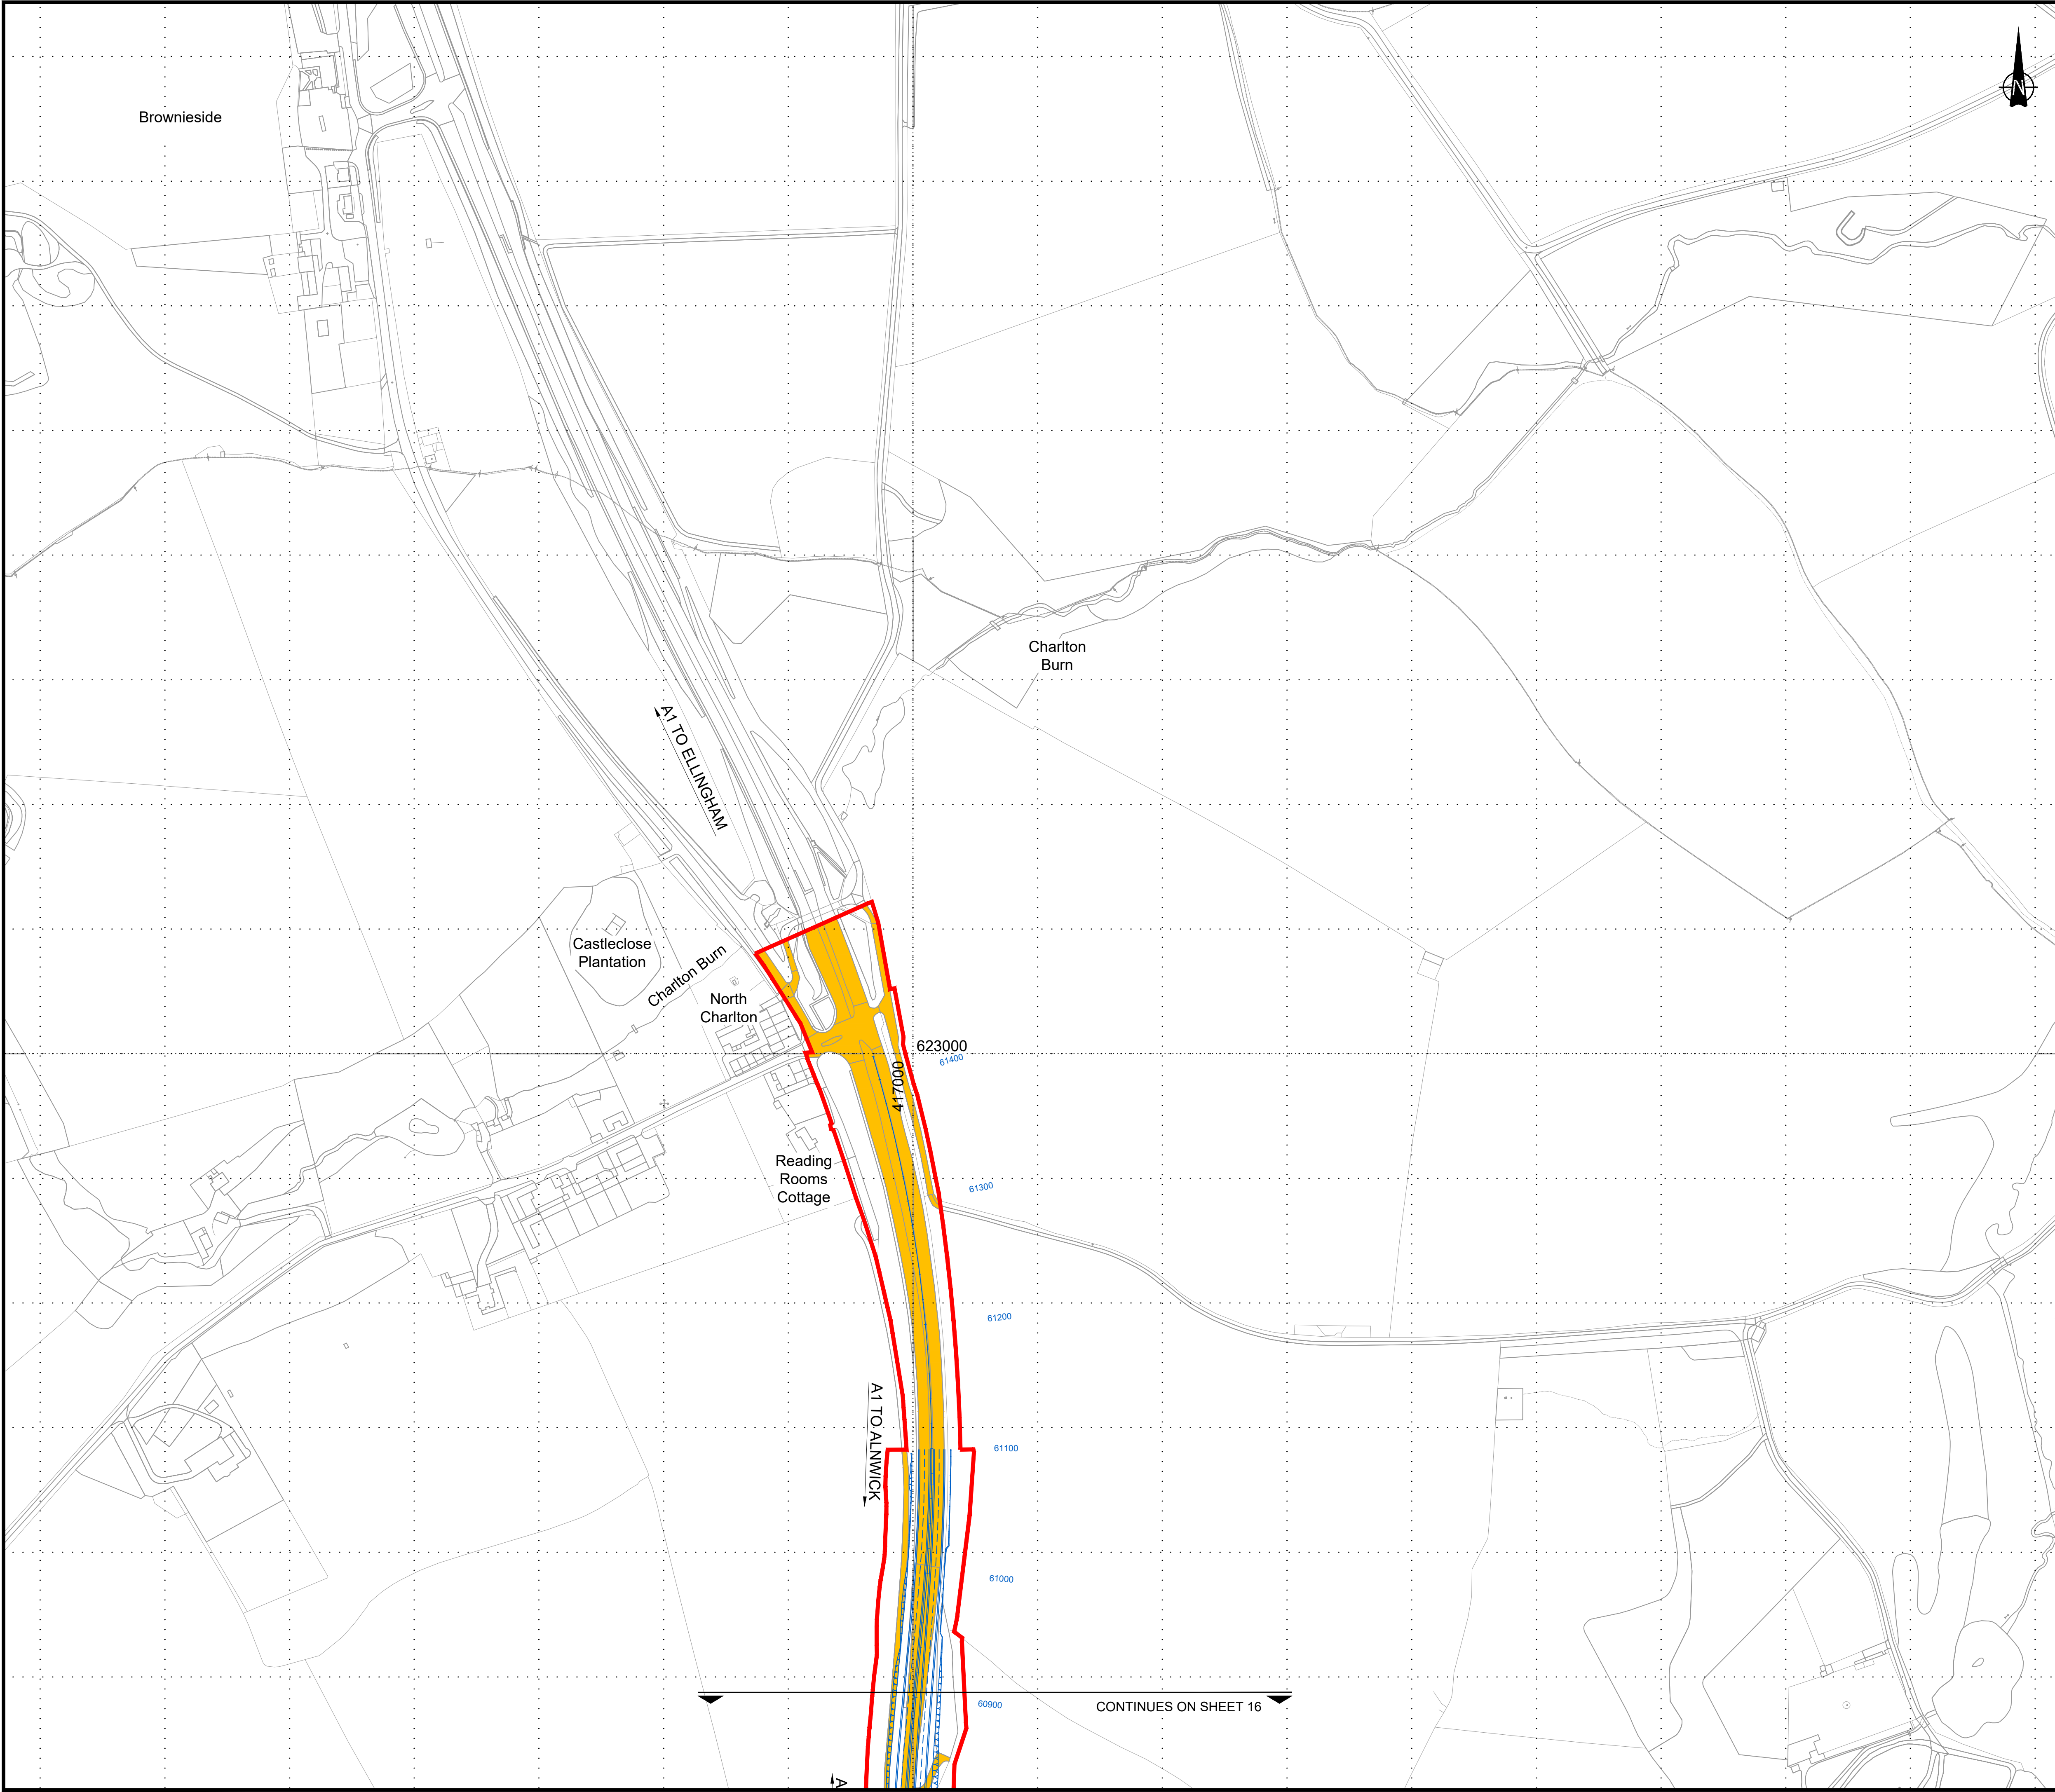 N
Brownieside
Charlton
Burn
A1 TO ELLINGHAM
Castleclose
Plantation
Charlton Burn
North
Charlton
623000
61400
417000
Reading
Rooms
Cottage
61300
61200
A1 TO ALNWICK
61100
61000
60900
CONTINUES ON SHEET 16
A